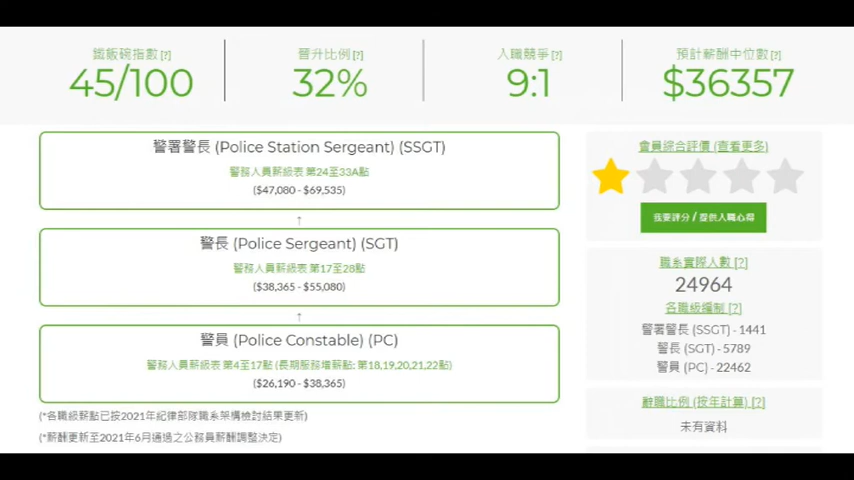 鐵飯碗指數 [?]
45/100
晉升比例 [?]
32%
入職競爭 [?]
9:1
預計薪酬中位數 [?]
$36357
警署警長 (Police Station Sergeant) (SSGT)
警務人員薪級表 第24至33A點
($47,080 - $69,535)
↑
警長 (Police Sergeant) (SGT)
警務人員薪級表 第17至28點
($38,365 - $55,080)
↑
警員 (Police Constable) (PC)
警務人員薪級表 第4至17點 (長期服務增薪點: 第18,19,20,21,22點)
($26,190 - $38,365)
(*各職級薪點已按2021年紀律部隊職系架構檢討結果更新)
(*薪酬更新至2021年6月通過之公務員薪酬調整決定)
會員綜合評價 (查看更多)
我要評分 / 提供入職心得
職系實際人數 [?]
24964
各職級編制 [?]
警署警長 (SSGT) - 1441
警長 (SGT) - 5789
警員 (PC) - 22462
辭職比例 (按年計算) [?]
未有資料